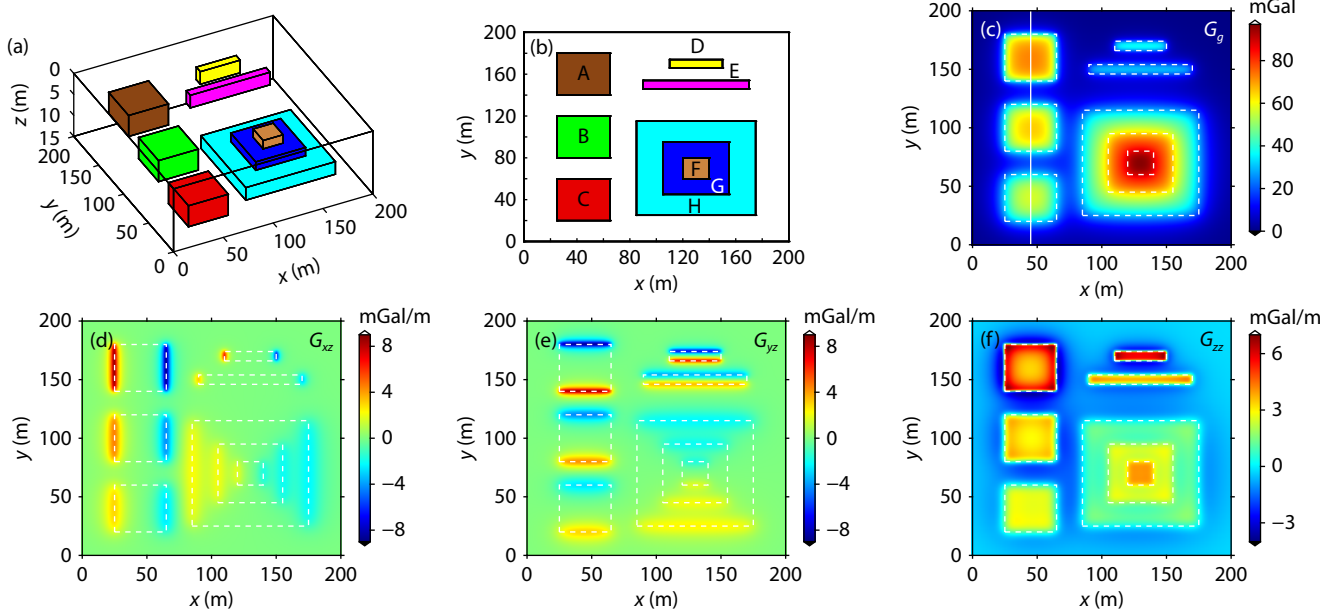 (a)
z (m)
0
5
10
15
200
150
100
50
0
y (m)
0
50
100
150
200
x (m)
(b)
200
160
120
80
40
0
y (m)
A
B
C
D
E
F
G
H
0 40 80 120 160 200
x (m)
(c)
G_g
mGal
200
150
100
50
0
y (m)
0 50 100 150 200
x (m)
80
60
40
20
0
(d)
G_xz
mGal/m
200
150
100
50
0
y (m)
0 50 100 150 200
x (m)
8
4
0
−4
−8
(e)
G_yz
mGal/m
200
150
100
50
0
y (m)
0 50 100 150 200
x (m)
8
4
0
−4
−8
(f)
G_zz
mGal/m
200
150
100
50
0
y (m)
0 50 100 150 200
x (m)
6
3
0
−3